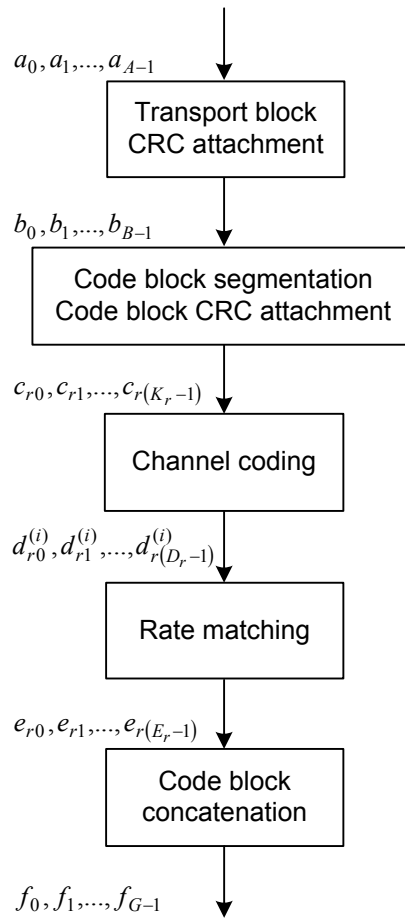 a_0, a_1,..., a_{A-1}
Transport block
CRC attachment
b_0, b_1,..., b_{B-1}
Code block segmentation
Code block CRC attachment
c_{r0}, c_{r1},..., c_{r(K_r-1)}
Channel coding
d_{r0}^{(i)}, d_{r1}^{(i)},..., d_{r(D_r-1)}^{(i)}
Rate matching
e_{r0}, e_{r1},..., e_{r(E_r-1)}
Code block
concatenation
f_0, f_1,..., f_{G-1}